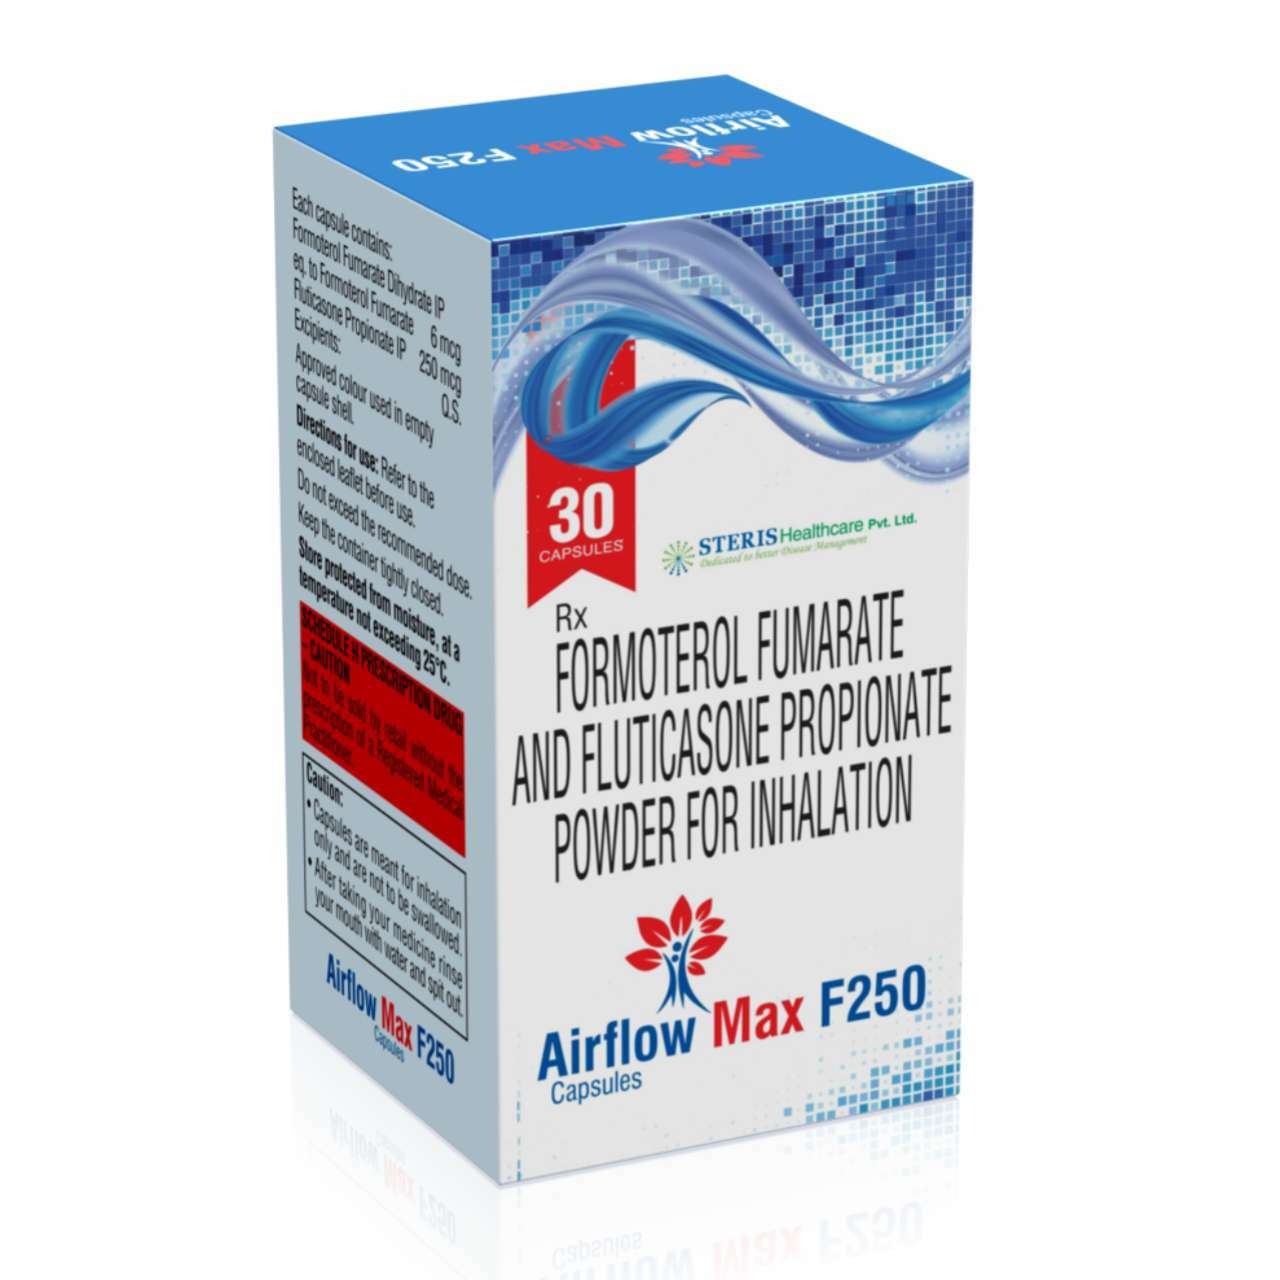 Airflow Max F250
Capsules
Each capsule contains:
Formoterol Fumarate Dihydrate IP
eq. to Formoterol Fumarate 6 mcg
Fluticasone Propionate IP 250 mcg
Excipients: Q.S.
Approved colour used in empty
capsule shell.
Directions for use: Refer to the
enclosed leaflet before use.
Do not exceed the recommended dose.
Keep the container tightly closed.
Store protected from moisture, at a
temperature not exceeding 25°C.
SCHEDULE H PRESCRIPTION DRUG
- CAUTION
Not to be sold by retail without the
prescription of a Registered Medical
Practitioner.
Caution:
• Capsules are meant for inhalation
only and are not to be swallowed.
• After taking your medicine rinse
your mouth with water and spit out.
Airflow Max F250
Capsules
30
CAPSULES
STERIS Healthcare Pvt. Ltd.
Dedicated to better Disease Management
Rx
FORMOTEROL FUMARATE
AND FLUTICASONE PROPIONATE
POWDER FOR INHALATION
Airflow Max F250
Capsules